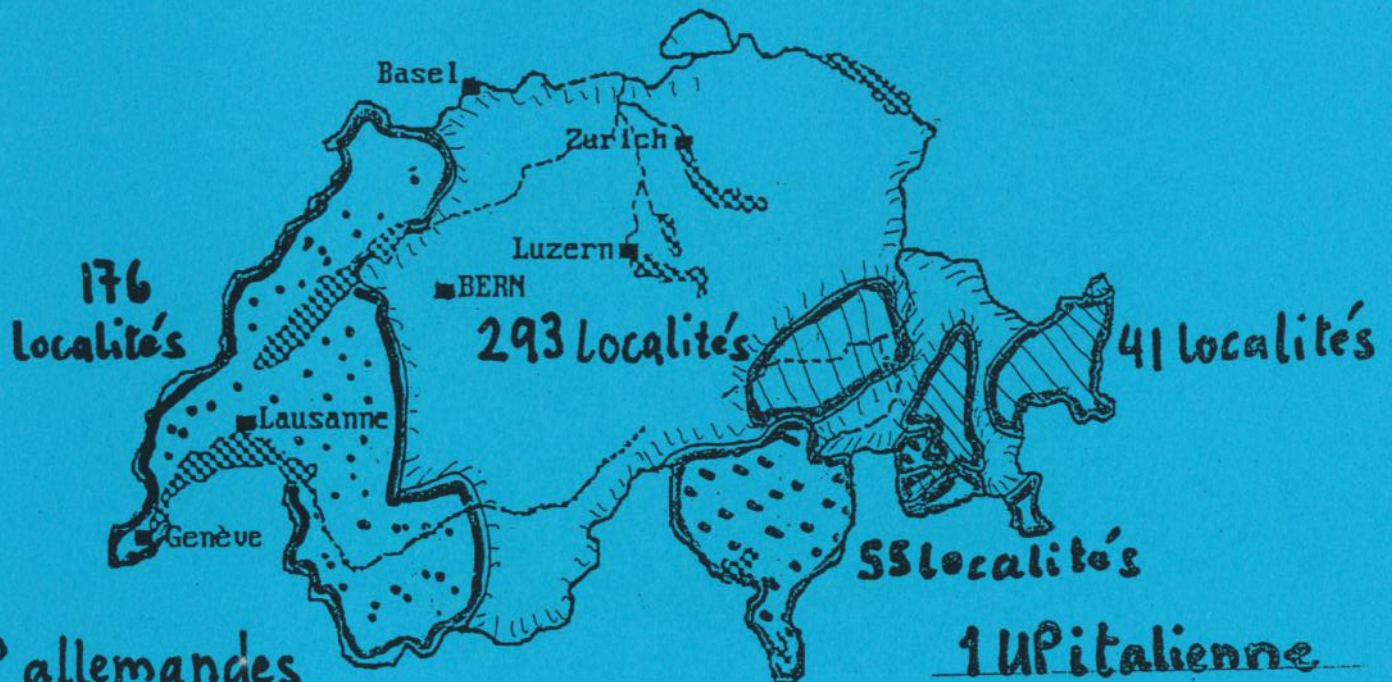 Basel
Zurich
Luzern
176
localités
BERN
293 localités
41 localités
Lausanne
Genève
55 localités
allemandes
1 UP italienne